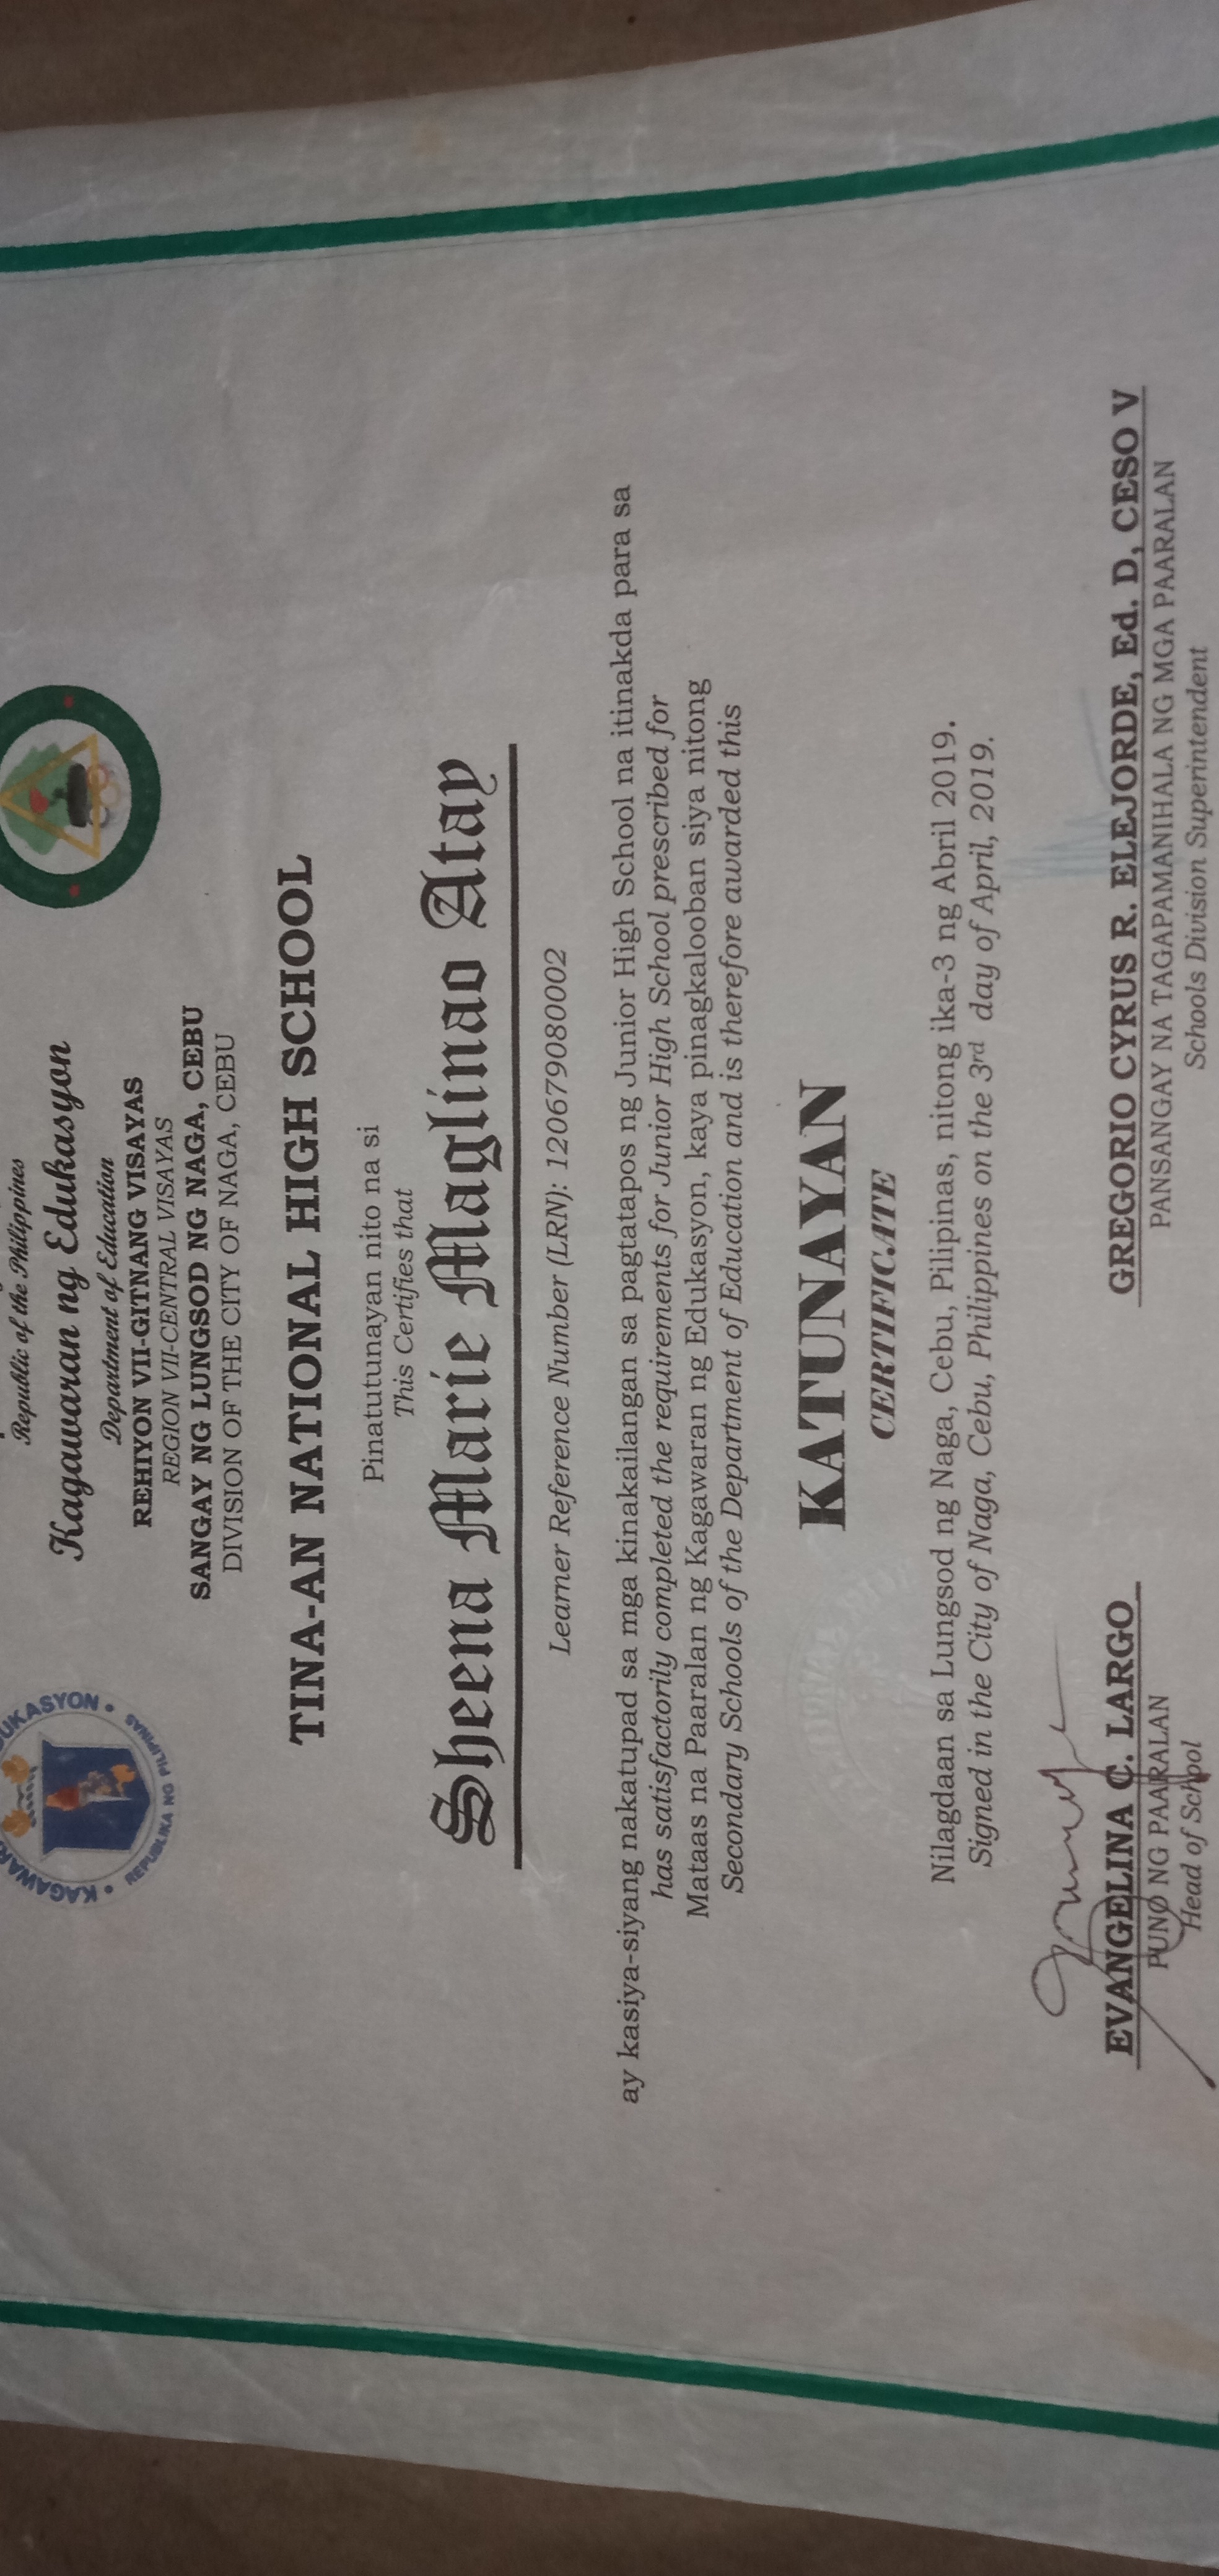 Republic of the Philippines
Kagawaran ng Edukasyon
Department of Education
REHIYON VII-GITNANG VISAYAS
REGION VII-CENTRAL VISAYAS
SANGAY NG LUNGSOD NG NAGA, CEBU
DIVISION OF THE CITY OF NAGA, CEBU
TINA-AN NATIONAL HIGH SCHOOL
Pinatutunayan nito na si
This Certifies that
Sheena Marie Maglinao Atay
Learner Reference Number (LRN): 120679080002
ay kasiya-siyang nakatupad sa mga kinakailangan sa pagtatapos ng Junior High School na itinakda para sa
has satisfactorily completed the requirements for Junior High School prescribed for
Mataas na Paaralan ng Kagawaran ng Edukasyon, kaya pinagkalooban siya nitong
Secondary Schools of the Department of Education and is therefore awarded this
KATUNAYAN
CERTIFICATE
Nilagdaan sa Lungsod ng Naga, Cebu, Pilipinas, nitong ika-3 ng Abril 2019.
Signed in the City of Naga, Cebu, Philippines on the 3rd day of April, 2019.
EVANGELINA C. LARGO
PUNO NG PAARALAN
Head of School
GREGORIO CYRUS R. ELEJORDE, Ed. D, CESO V
PANSANGAY NA TAGAPAMANIHALA NG MGA PAARALAN
Schools Division Superintendent
REPUBLIKA NG PILIPINAS